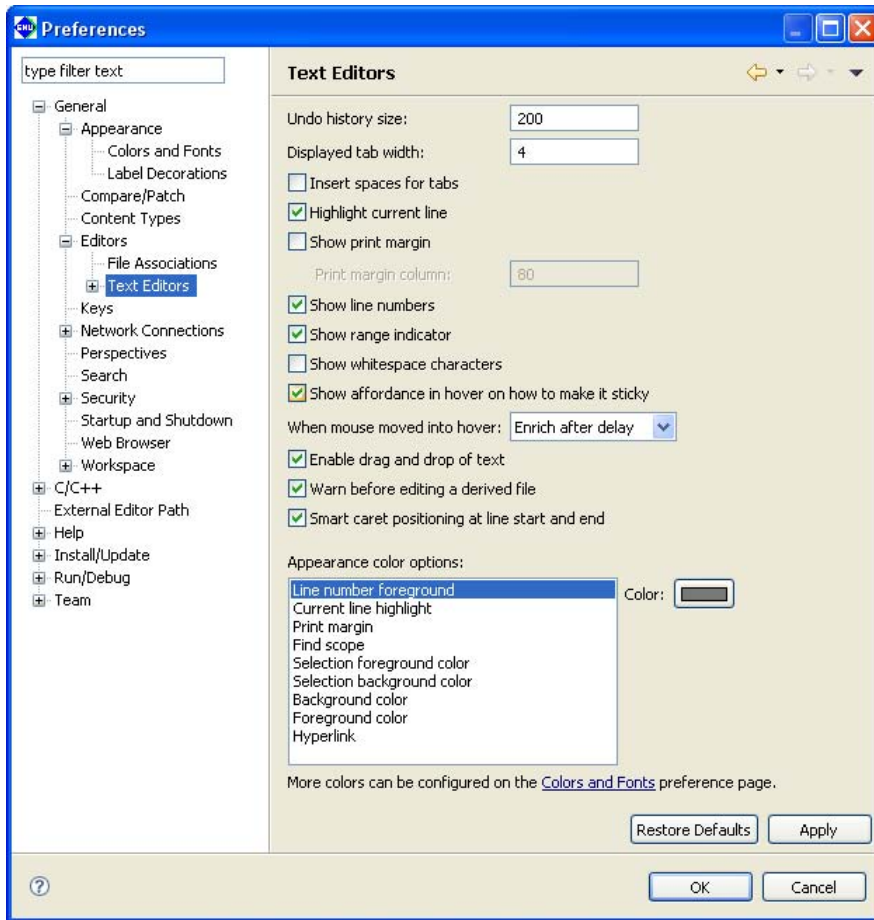 EMU Preferences
type filter text
General
Appearance
Colors and Fonts
Label Decorations
Compare/Patch
Content Types
Editors
File Associations
Text Editors
Keys
Network Connections
Perspectives
Search
Security
Startup and Shutdown
Web Browser
Workspace
C/C++
External Editor Path
Help
Install/Update
Run/Debug
Team
Text Editors
Undo history size: 200
Displayed tab width: 4
Insert spaces for tabs
Highlight current line
Show print margin
Print margin column: 80
Show line numbers
Show range indicator
Show whitespace characters
Show affordance in hover on how to make it sticky
When mouse moved into hover: Enrich after delay
Enable drag and drop of text
Warn before editing a derived file
Smart caret positioning at line start and end
Appearance color options:
Line number foreground
Current line highlight
Print margin
Find scope
Selection foreground color
Selection background color
Background color
Foreground color
Hyperlink
Color:
More colors can be configured on the Colors and Fonts preference page.
Restore Defaults Apply
? OK Cancel